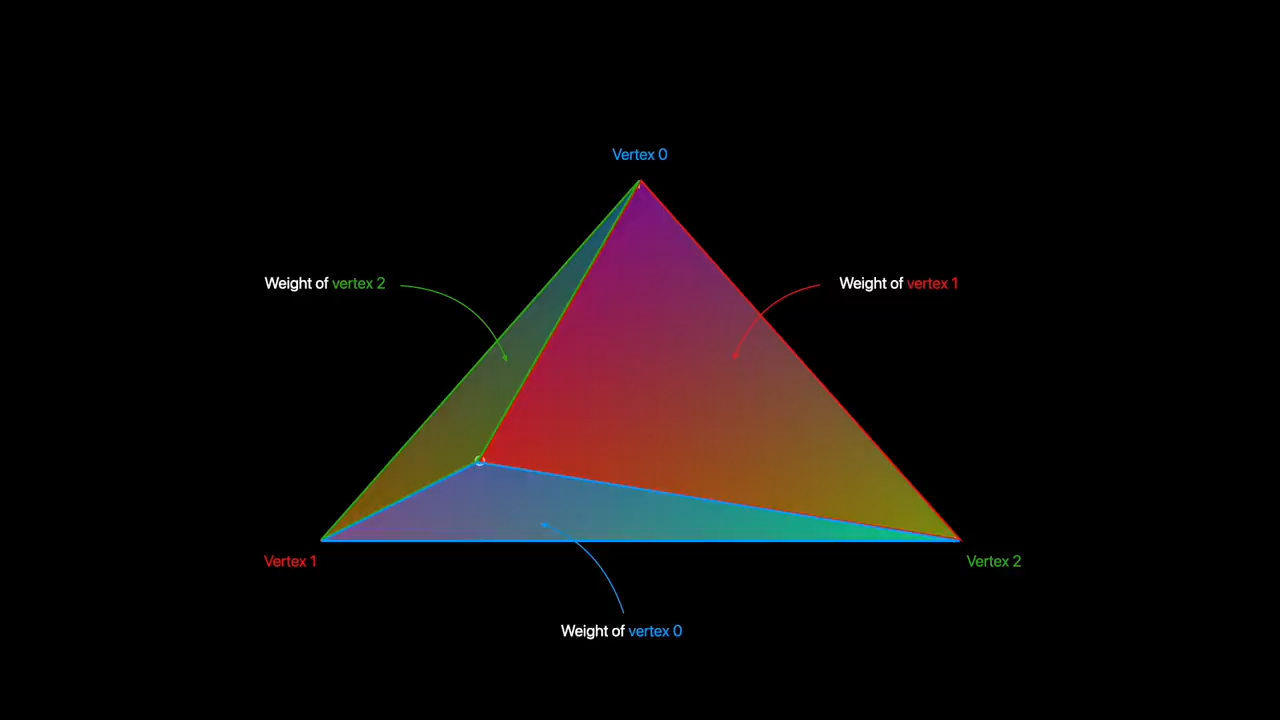 Vertex 0
Weight of vertex 2
Weight of vertex 1
Vertex 1
Vertex 2
Weight of vertex 0